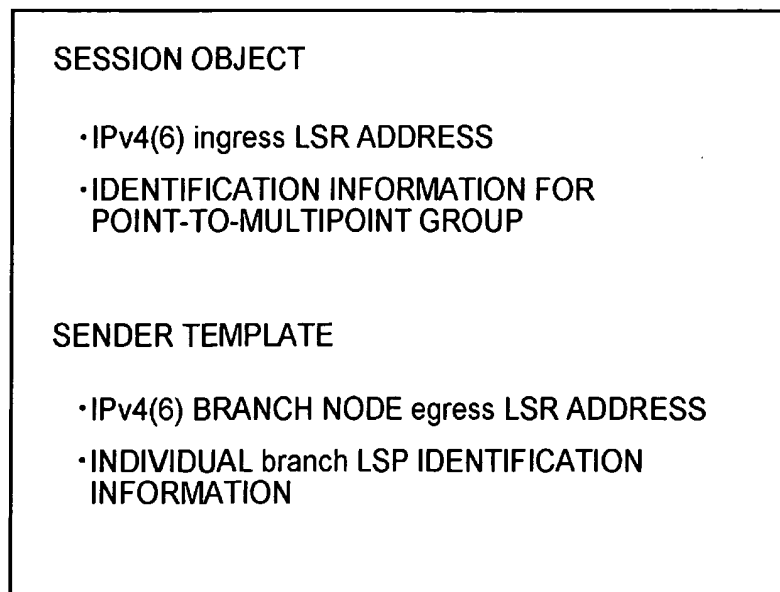 SESSION OBJECT
・IPv4(6) ingress LSR ADDRESS
・IDENTIFICATION INFORMATION FOR
POINT-TO-MULTIPOINT GROUP
SENDER TEMPLATE
・IPv4(6) BRANCH NODE egress LSR ADDRESS
・INDIVIDUAL branch LSP IDENTIFICATION
INFORMATION